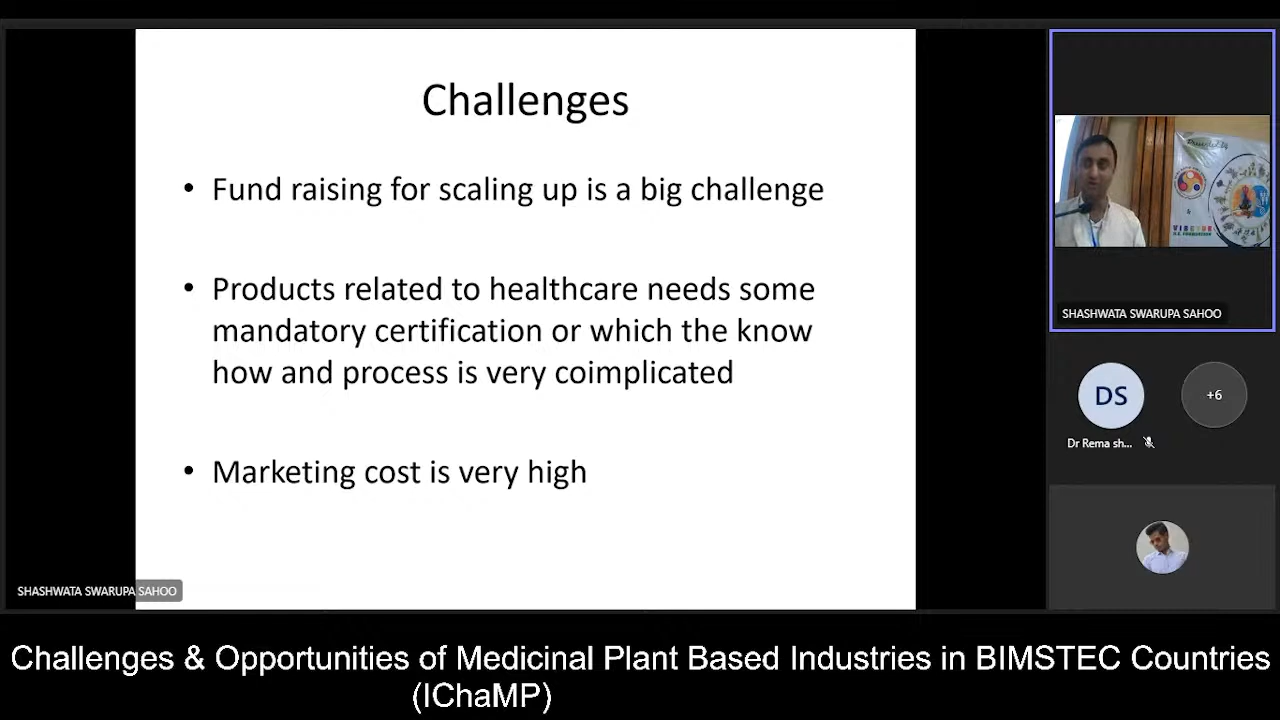 Challenges
• Fund raising for scaling up is a big challenge
• Products related to healthcare needs some
mandatory certification or which the know
how and process is very coimplicated
• Marketing cost is very high
SHASHWATA SWARUPA SAHOO
SHASHWATA SWARUPA SAHOO
DS
+6
Dr Rema sh...
Challenges & Opportunities of Medicinal Plant Based Industries in BIMSTEC Countries
(IChaMP)